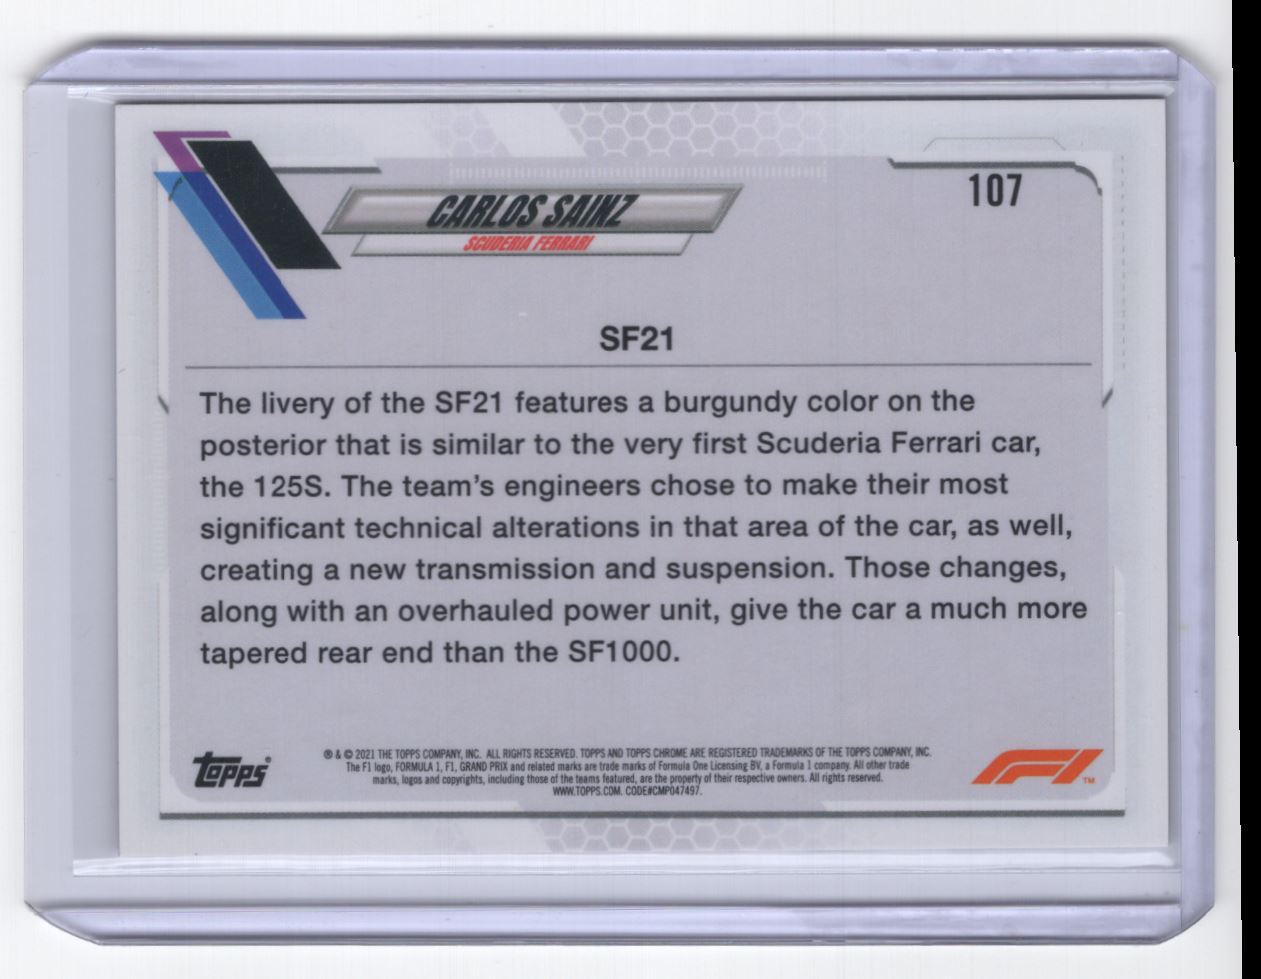 107
CARLOS SAINZ
SCUDERIA FERRARI
SF21
The livery of the SF21 features a burgundy color on the
posterior that is similar to the very first Scuderia Ferrari car,
the 125S. The team's engineers chose to make their most
significant technical alterations in that area of the car, as well,
creating a new transmission and suspension. Those changes,
along with an overhauled power unit, give the car a much more
tapered rear end than the SF1000.
Topps®
® & © 2021 THE TOPPS COMPANY, INC. ALL RIGHTS RESERVED. TOPPS AND TOPPS CHROME ARE REGISTERED TRADEMARKS OF THE TOPPS COMPANY, INC.
The F1 logo, FORMULA 1, F1, GRAND PRIX and related marks are trade marks of Formula One Licensing BV, a Formula 1 company. All other trade
marks, logos and copyrights, including those of the teams featured, are the property of their respective owners. All rights reserved.
WWW.TOPPS.COM. CODE#CMP047497.
F1™